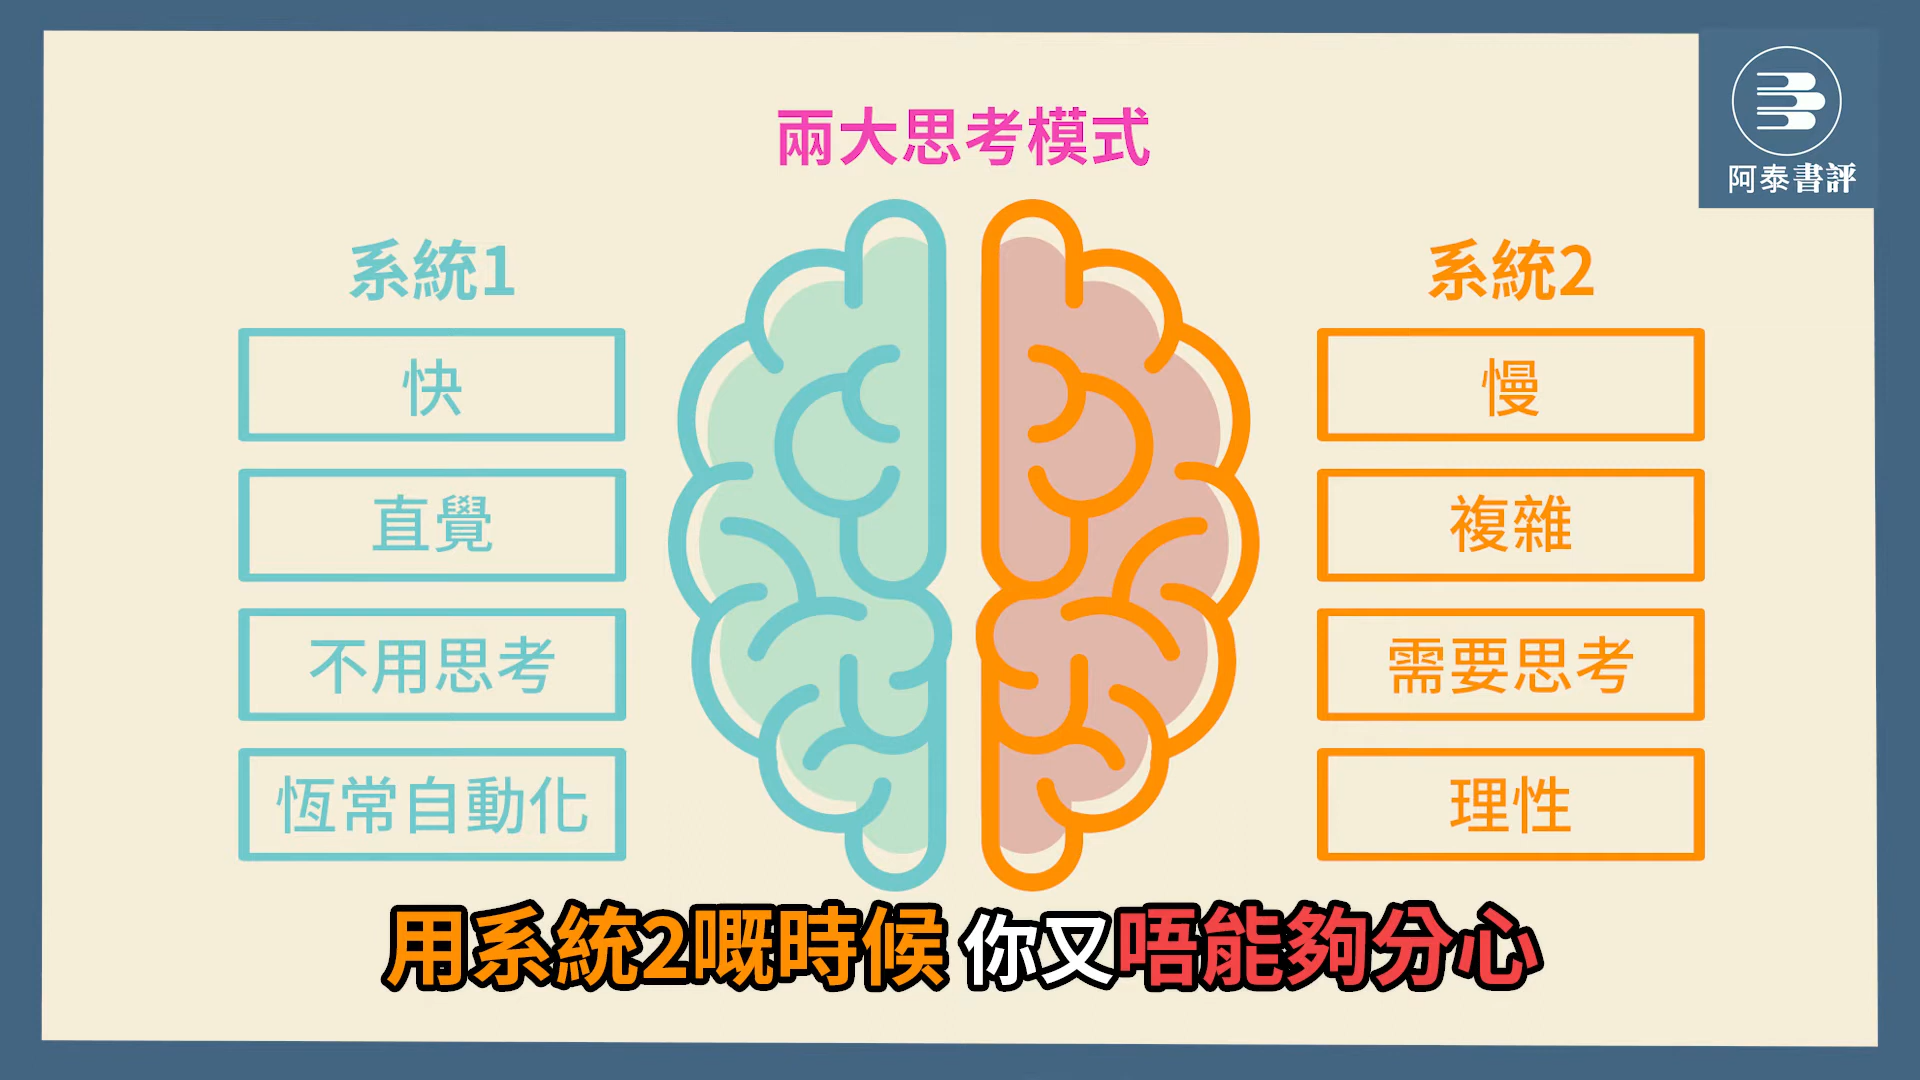 兩大思考模式
阿泰書評
系統1
快
直覺
不用思考
恆常自動化
系統2
慢
複雜
需要思考
理性
用系統2嘅時候 你又唔能夠分心